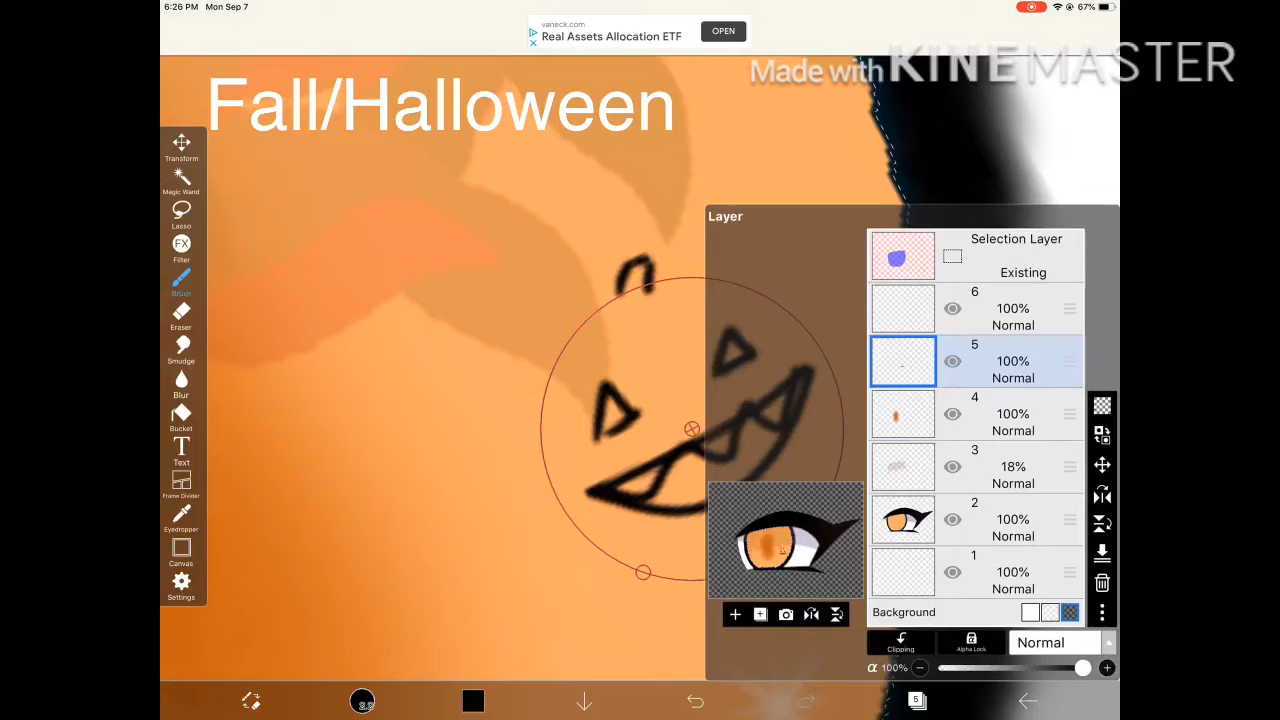 6:26 PM Mon Sep 7
67%
vaneck.com
Real Assets Allocation ETF
OPEN
Made with KINEMASTER
Fall/Halloween
Transform
Magic Wand
Lasso
FX
Filter
Brush
Eraser
Smudge
Blur
Bucket
T
Text
Frame Divider
Eyedropper
Canvas
Settings
Layer
Selection Layer
Existing
6
100%
Normal
5
100%
Normal
4
100%
Normal
3
18%
Normal
2
100%
Normal
1
100%
Normal
Background
Clipping
Alpha Lock
Normal
α 100%
5